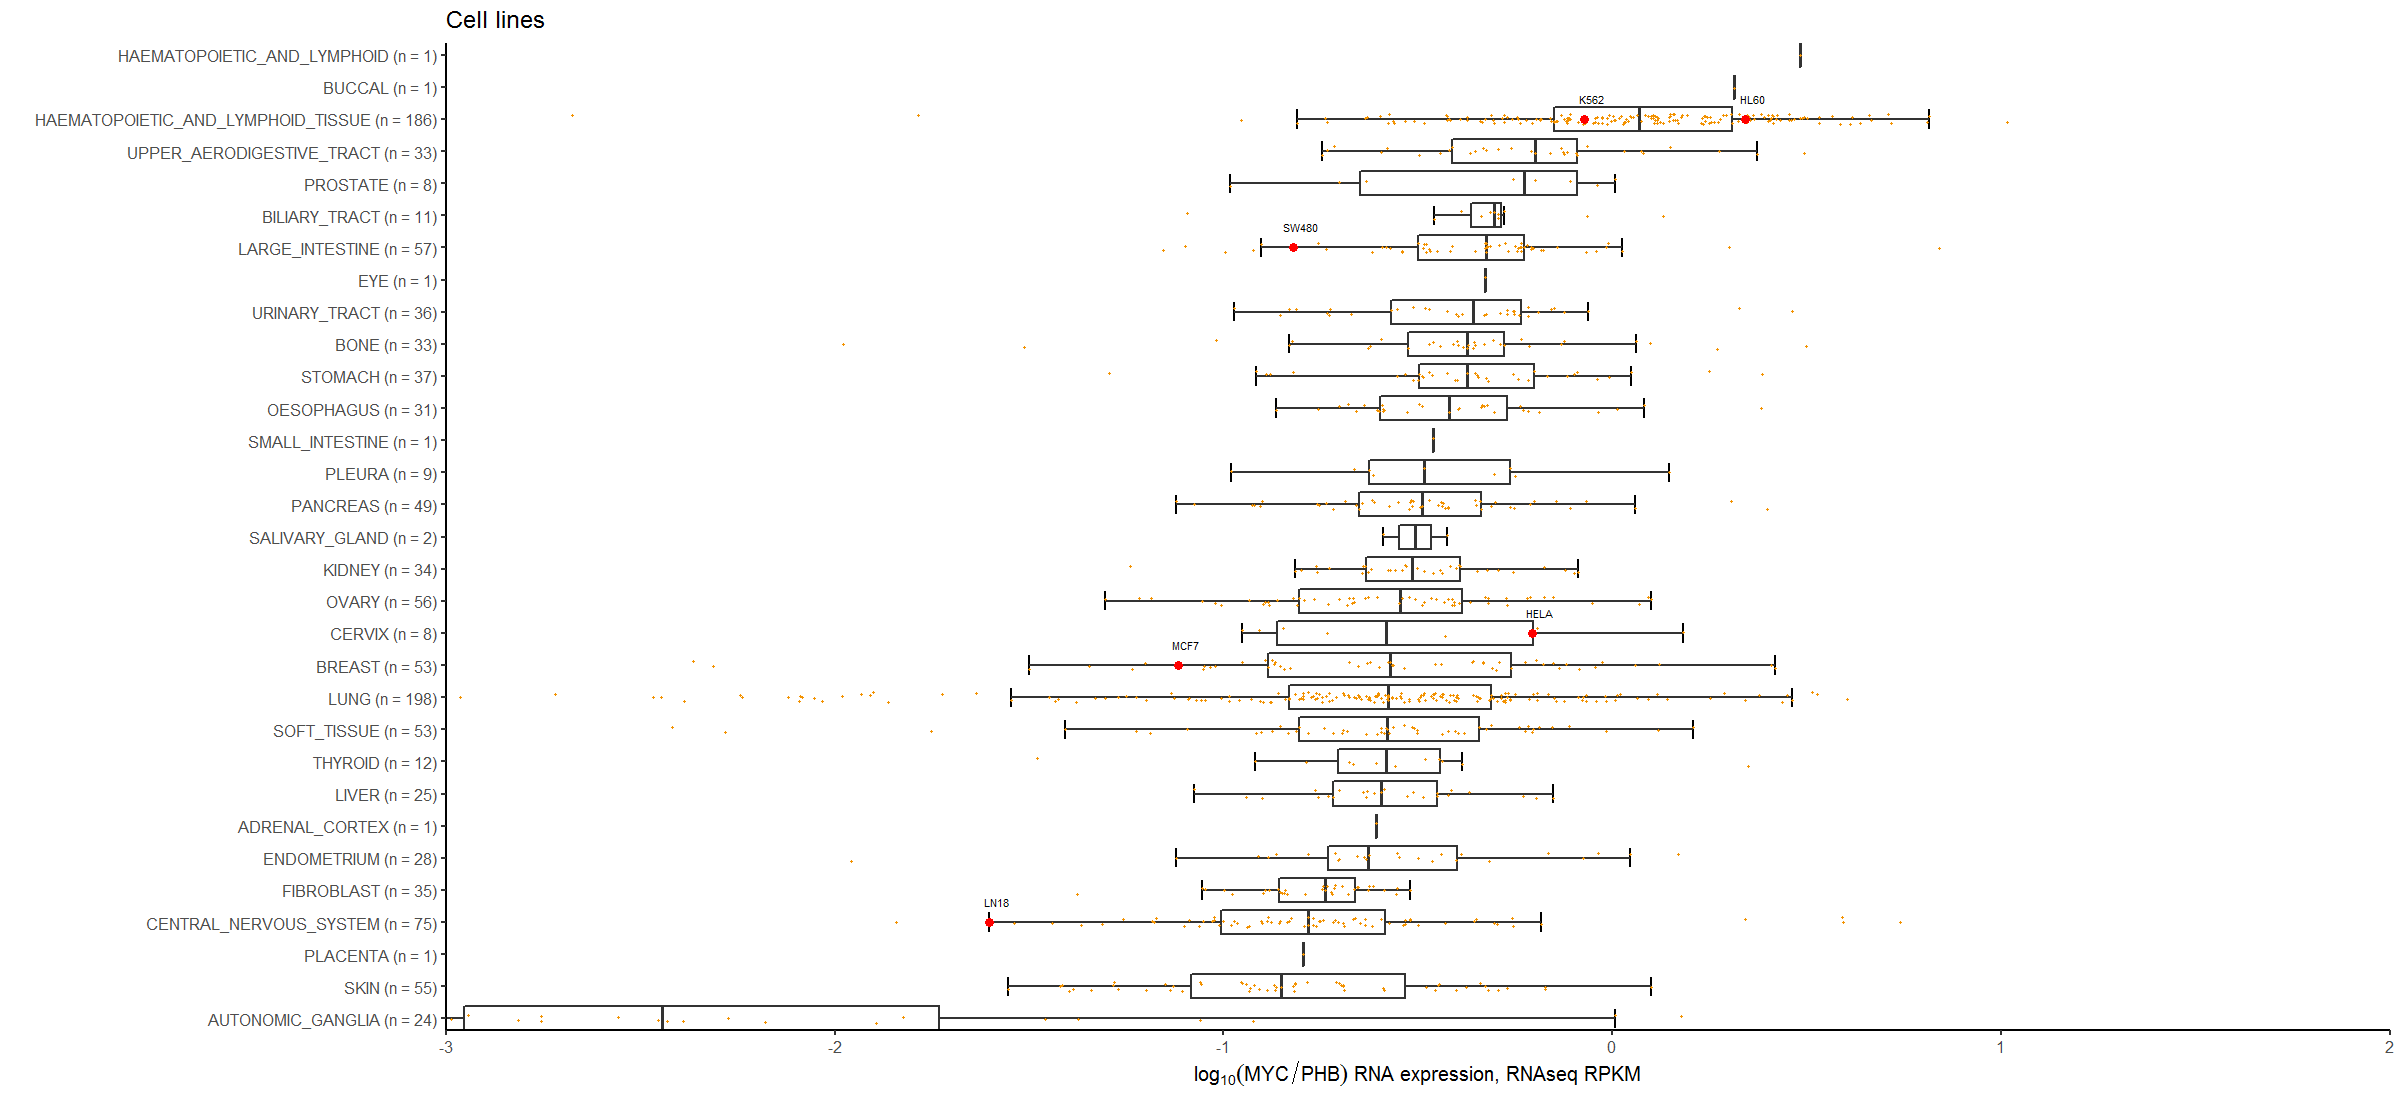 Cell lines
HAEMATOPOIETIC_AND_LYMPHOID (n = 1)
BUCCAL (n = 1)
K562
HL60
HAEMATOPOIETIC_AND_LYMPHOID_TISSUE (n = 186)
UPPER_AERODIGESTIVE_TRACT (n = 33)
PROSTATE (n = 8)
BILIARY_TRACT (n = 11)
SW480
LARGE_INTESTINE (n = 57)
EYE (n = 1)
URINARY_TRACT (n = 36)
BONE (n = 33)
STOMACH (n = 37)
OESOPHAGUS (n = 31)
SMALL_INTESTINE (n = 1)
PLEURA (n = 9)
PANCREAS (n = 49)
SALIVARY_GLAND (n = 2)
KIDNEY (n = 34)
OVARY (n = 56)
HELA
CERVIX (n = 8)
MCF7
BREAST (n = 53)
LUNG (n = 198)
SOFT_TISSUE (n = 53)
THYROID (n = 12)
LIVER (n = 25)
ADRENAL_CORTEX (n = 1)
ENDOMETRIUM (n = 28)
FIBROBLAST (n = 35)
LN18
CENTRAL_NERVOUS_SYSTEM (n = 75)
PLACENTA (n = 1)
SKIN (n = 55)
AUTONOMIC_GANGLIA (n = 24)
-3 -2 -1 0 1 2
log₁₀(MYC/PHB) RNA expression, RNAseq RPKM